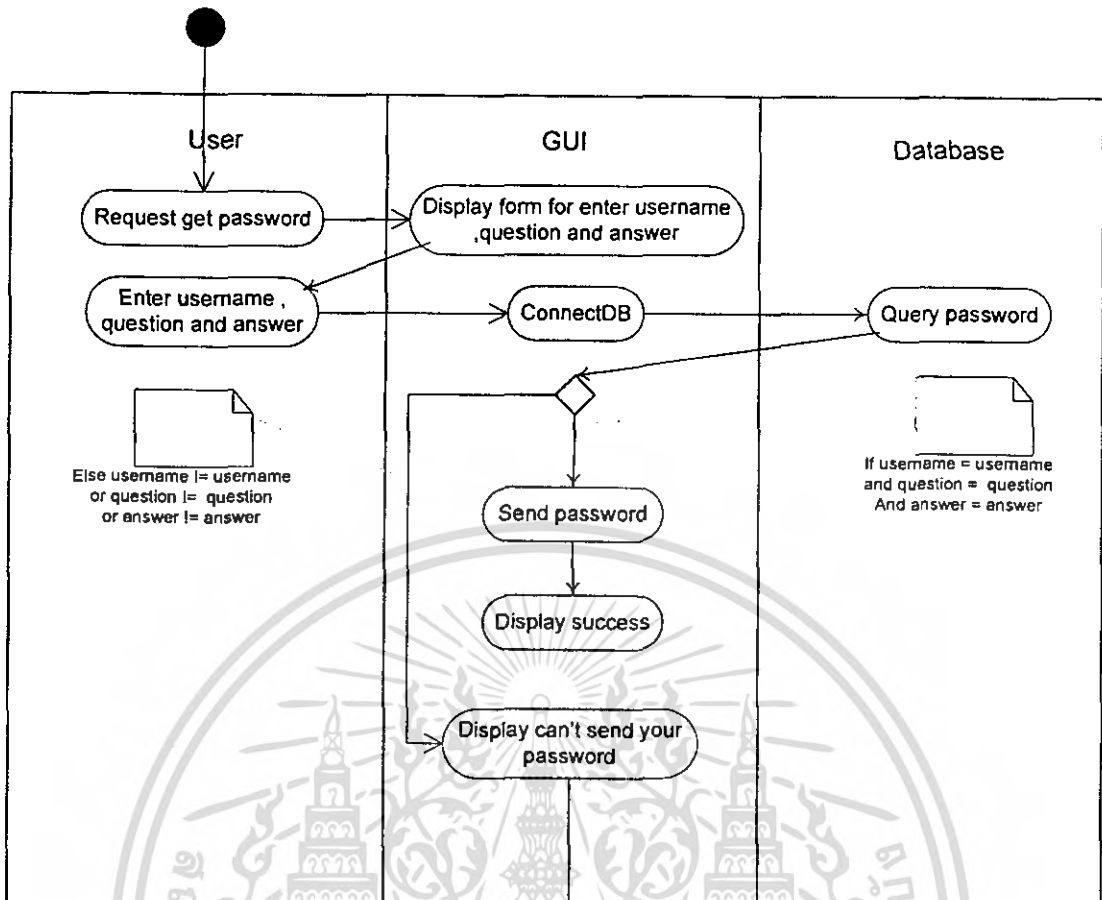 User
GUI
Database
Request get password
Display form for enter username
,question and answer
Enter username ,
question and answer
ConnectDB
Query password
Else username != username
or question != question
or answer != answer
If username = username
and question = question
And answer = answer
Send password
Display success
Display can't send your
password